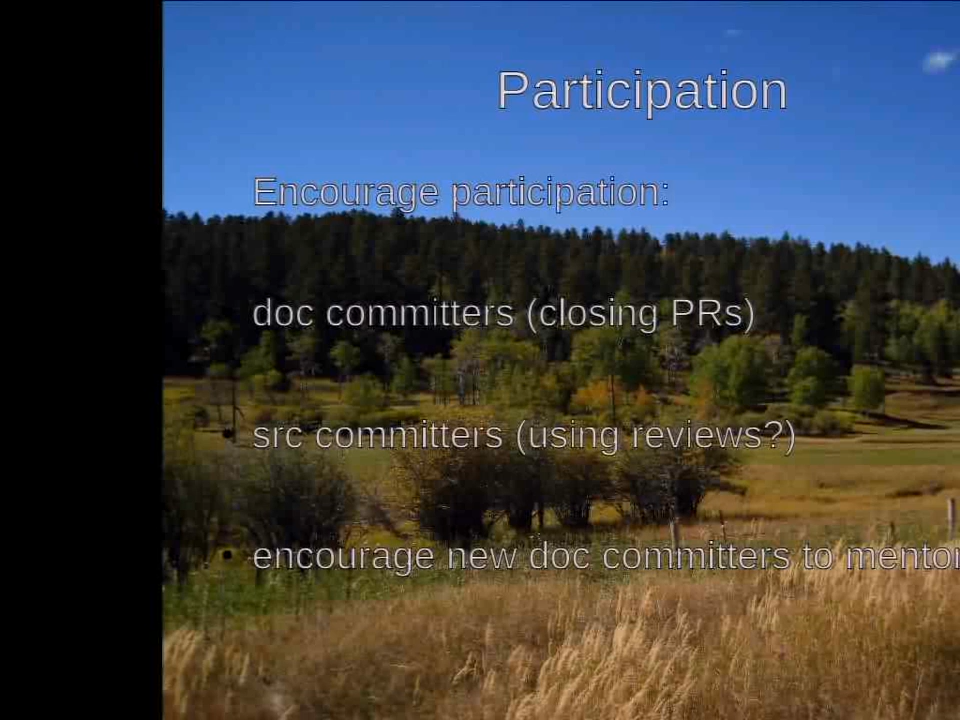 Participation
Encourage participation:
doc committers (closing PRs)
src committers (using reviews?)
encourage new doc committers to mentor